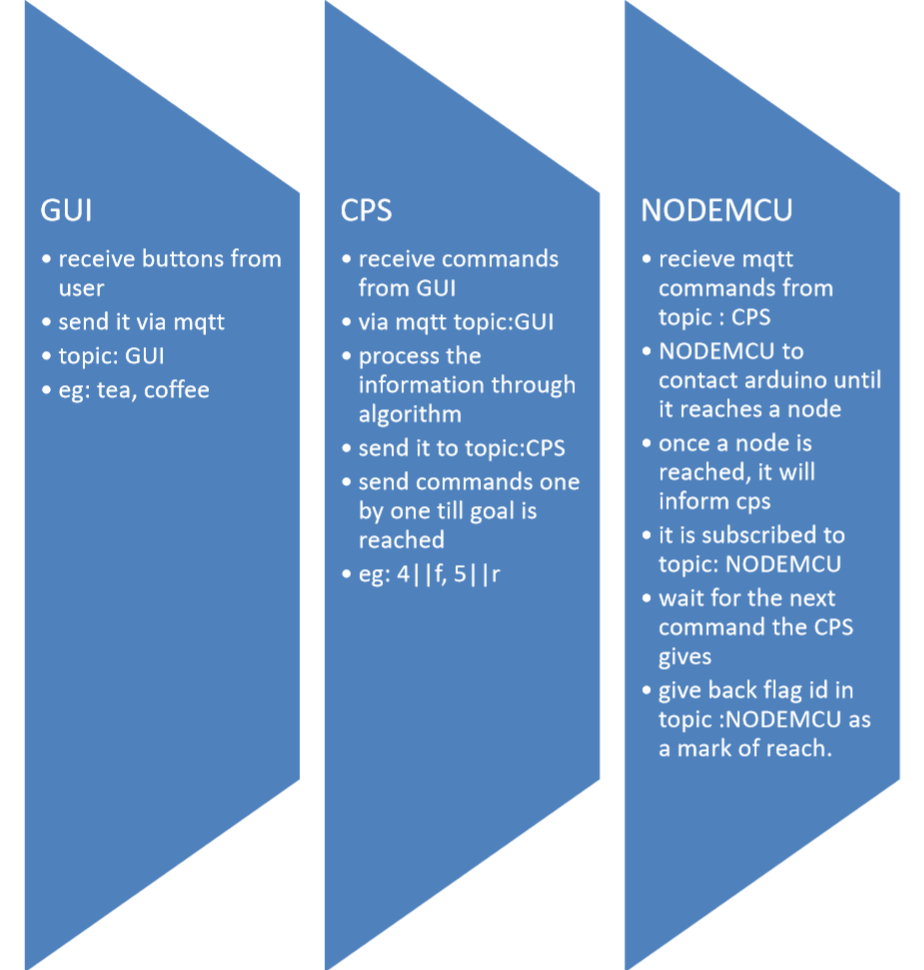 GUI
• receive buttons from
user
• send it via mqtt
• topic: GUI
• eg: tea, coffee
CPS
• receive commands
from GUI
• via mqtt topic:GUI
• process the
information through
algorithm
• send it to topic:CPS
• send commands one
by one till goal is
reached
• eg: 4||f, 5||r
NODEMCU
• recieve mqtt
commands from
topic : CPS
• NODEMCU to
contact arduino until
it reaches a node
• once a node is
reached, it will
inform cps
• it is subscribed to
topic: NODEMCU
• wait for the next
command the CPS
gives
• give back flag id in
topic :NODEMCU as
a mark of reach.